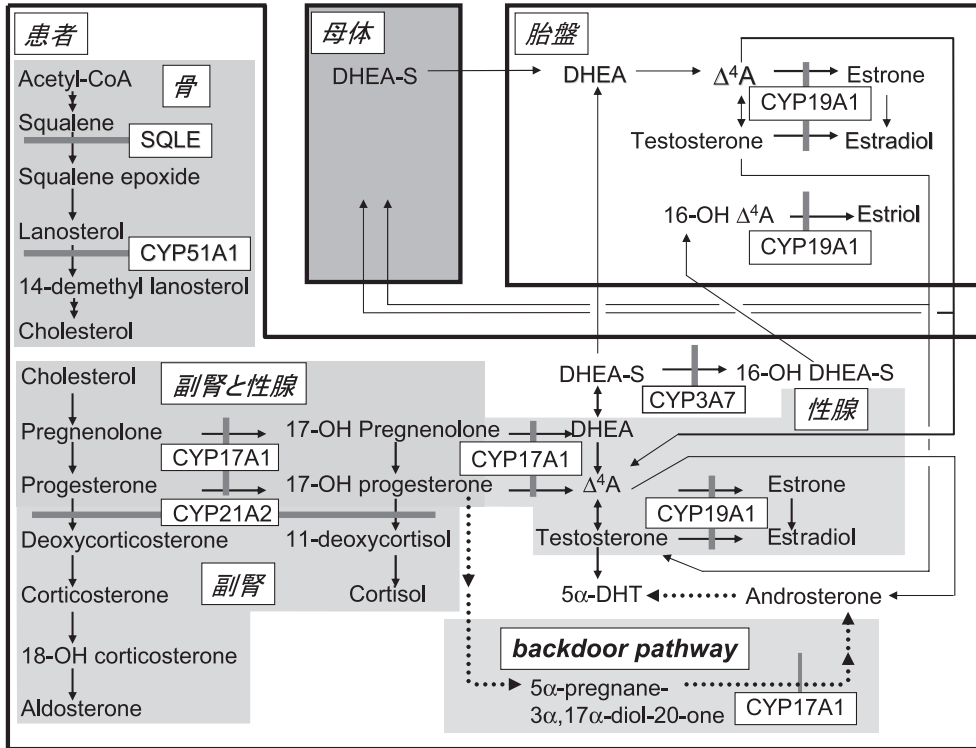 患者
母体
胎盤
Acetyl-CoA
骨
Squalene
SQLE
Squalene epoxide
Lanosterol
CYP51A1
14-demethyl lanosterol
Cholesterol
DHEA-S
DHEA
Δ⁴A
Estrone
CYP19A1
Testosterone
Estradiol
16-OH Δ⁴A
Estriol
CYP19A1
Cholesterol
副腎と性腺
DHEA-S
16-OH DHEA-S
CYP3A7
性腺
Pregnenolone
17-OH Pregnenolone
DHEA
CYP17A1
CYP17A1
Progesterone
17-OH progesterone
Δ⁴A
Estrone
CYP21A2
CYP19A1
Deoxycorticosterone
11-deoxycortisol
Testosterone
Estradiol
副腎
Corticosterone
Cortisol
5α-DHT
Androsterone
18-OH corticosterone
backdoor pathway
Aldosterone
5α-pregnane-
3α,17α-diol-20-one
CYP17A1